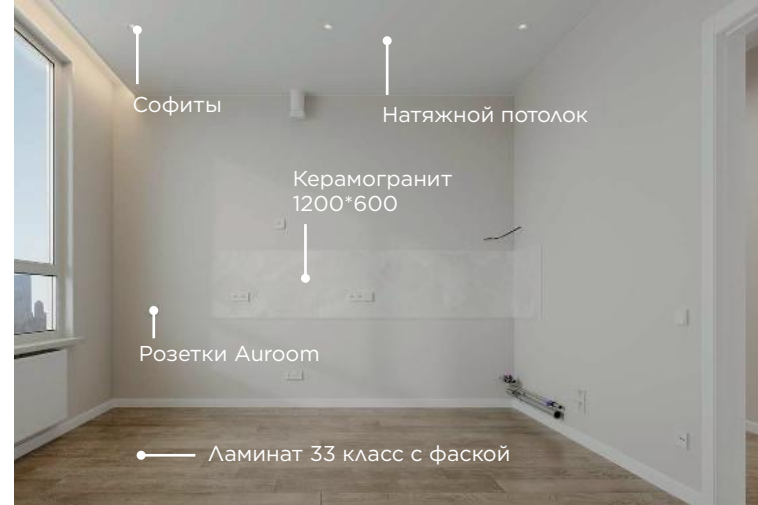 Софиты
Натяжной потолок
Керамогранит
1200*600
Розетки Auroom
Ламинат 33 класс с фаской